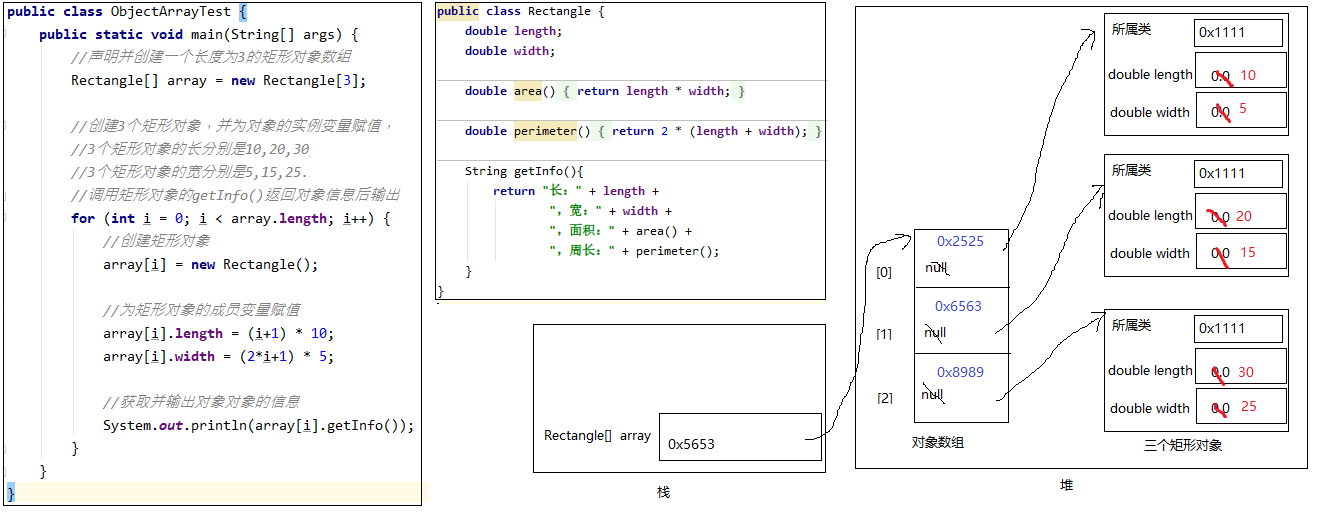 public class ObjectArrayTest {
public static void main(String[] args) {
//声明并创建一个长度为3的矩形对象数组
Rectangle[] array = new Rectangle[3];
//创建3个矩形对象，并为对象的实例变量赋值，
//3个矩形对象的长分别是10,20,30
//3个矩形对象的宽分别是5,15,25.
//调用矩形对象的getInfo()返回对象信息后输出
for (int i = 0; i < array.length; i++) {
//创建矩形对象
array[i] = new Rectangle();
//为矩形对象的成员变量赋值
array[i].length = (i+1) * 10;
array[i].width = (2*i+1) * 5;
//获取并输出对象对象的信息
System.out.println(array[i].getInfo());
}
}
}
public class Rectangle {
double length;
double width;
double area() { return length * width; }
double perimeter() { return 2 * (length + width); }
String getInfo(){
return "长：" + length +
"，宽：" + width +
"，面积：" + area() +
"，周长：" + perimeter();
}
}
Rectangle[] array 0x5653
栈
0x2525
[0] null
0x6563
[1] null
0x8989
[2] null
对象数组
所属类 0x1111
double length 0.0 10
double width 0.0 5
所属类 0x1111
double length 0.0 20
double width 0.0 15
所属类 0x1111
double length 0.0 30
double width 0.0 25
三个矩形对象
堆